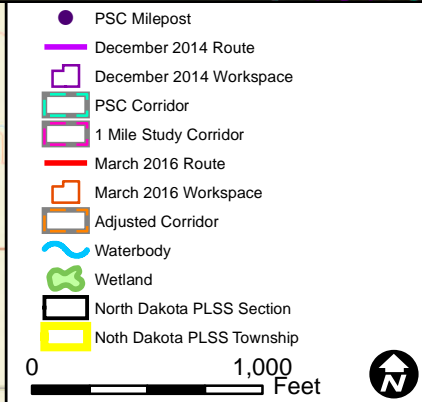 PSC Milepost
December 2014 Route
December 2014 Workspace
PSC Corridor
1 Mile Study Corridor
March 2016 Route
March 2016 Workspace
Adjusted Corridor
Waterbody
Wetland
North Dakota PLSS Section
Noth Dakota PLSS Township
0 1,000
Feet
N